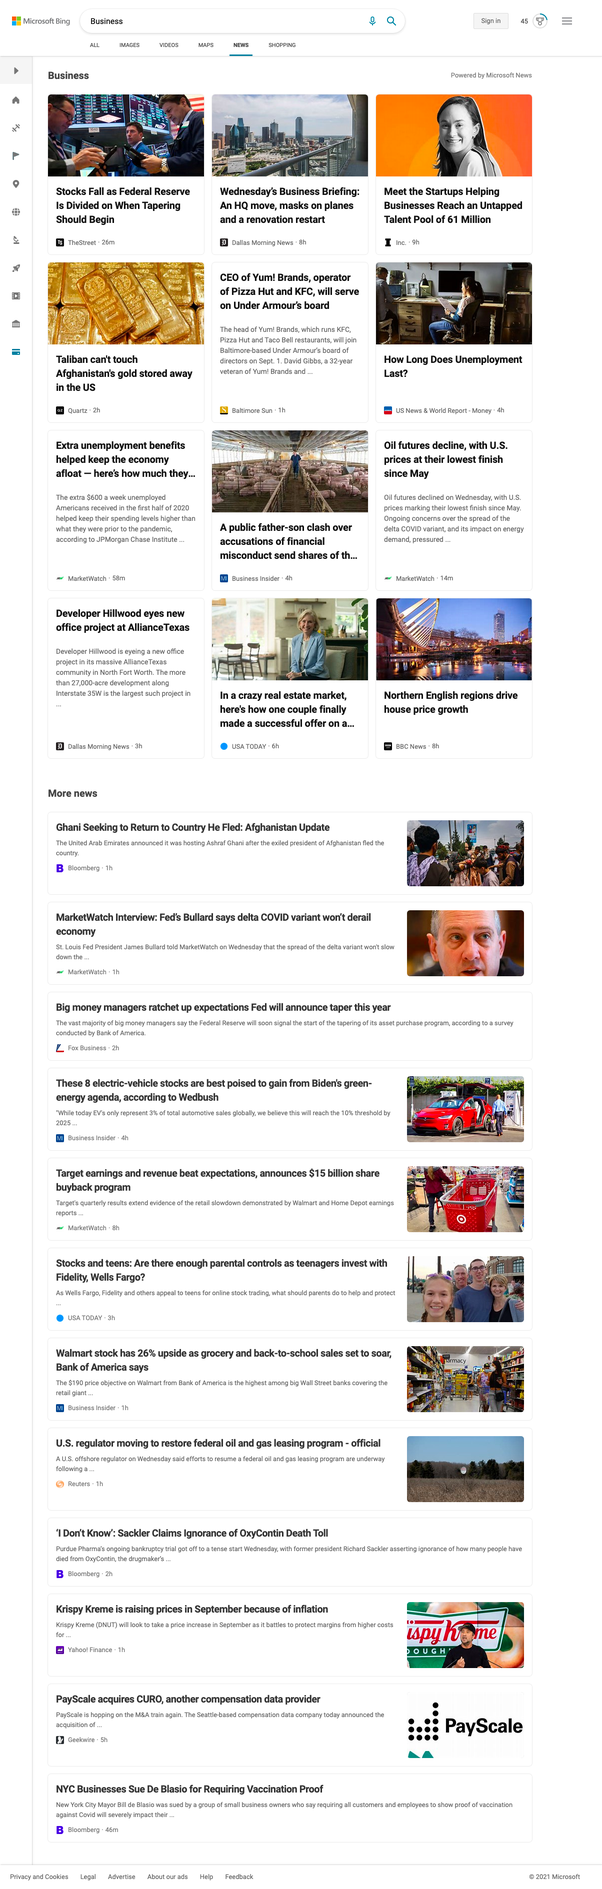 Microsoft Bing
Business
Sign in
45
ALL IMAGES VIDEOS MAPS NEWS SHOPPING
Business
Powered by Microsoft News
Stocks Fall as Federal Reserve
Is Divided on When Tapering
Should Begin
TheStreet · 26m
Wednesday's Business Briefing:
An HQ move, masks on planes
and a renovation restart
Dallas Morning News · 8h
Meet the Startups Helping
Businesses Reach an Untapped
Talent Pool of 61 Million
Inc. · 9h
Taliban can't touch
Afghanistan's gold stored away
in the US
Quartz · 2h
CEO of Yum! Brands, operator
of Pizza Hut and KFC, will serve
on Under Armour's board
The head of Yum! Brands, which runs KFC,
Pizza Hut and Taco Bell restaurants, will join
Baltimore-based Under Armour's board of
directors on Sept. 1. David Gibbs, a 32-year
veteran of Yum! Brands and ...
Baltimore Sun · 1h
How Long Does Unemployment
Last?
US News & World Report - Money · 4h
Extra unemployment benefits
helped keep the economy
afloat — here's how much they...
The extra $600 a week unemployed
Americans received in the first half of 2020
helped keep their spending levels higher than
what they were prior to the pandemic,
according to JPMorgan Chase Institute ...
MarketWatch · 58m
A public father-son clash over
accusations of financial
misconduct send shares of th...
Business Insider · 4h
Oil futures decline, with U.S.
prices at their lowest finish
since May
Oil futures declined on Wednesday, with U.S.
prices marking their lowest finish since May.
Ongoing concerns over the spread of the
delta COVID variant, and its impact on energy
demand, pressured ...
MarketWatch · 14m
Developer Hillwood eyes new
office project at AllianceTexas
Developer Hillwood is eyeing a new office
project in its massive AllianceTexas
community in North Fort Worth. The more
than 27,000-acre development along
Interstate 35W is the largest such project in
...
Dallas Morning News · 3h
In a crazy real estate market,
here's how one couple finally
made a successful offer on a...
USA TODAY · 6h
Northern English regions drive
house price growth
BBC News · 8h
More news
Ghani Seeking to Return to Country He Fled: Afghanistan Update
The United Arab Emirates announced it was hosting Ashraf Ghani after the exiled president of Afghanistan fled the
country.
Bloomberg · 1h
MarketWatch Interview: Fed's Bullard says delta COVID variant won't derail
economy
St. Louis Fed President James Bullard told MarketWatch on Wednesday that the spread of the delta variant won't slow
down the ...
MarketWatch · 1h
Big money managers ratchet up expectations Fed will announce taper this year
The vast majority of big money managers say the Federal Reserve will soon signal the start of the tapering of its asset purchase program, according to a survey
conducted by Bank of America.
Fox Business · 2h
These 8 electric-vehicle stocks are best poised to gain from Biden's green-
energy agenda, according to Wedbush
"While today EV's only represent 3% of total automotive sales globally, we believe this will reach the 10% threshold by
2025 ...
Business Insider · 4h
Target earnings and revenue beat expectations, announces $15 billion share
buyback program
Target's quarterly results extend evidence of the retail slowdown demonstrated by Walmart and Home Depot earnings
reports ...
MarketWatch · 8h
Stocks and teens: Are there enough parental controls as teenagers invest with
Fidelity, Wells Fargo?
As Wells Fargo, Fidelity and others appeal to teens for online stock trading, what should parents do to help and protect
...
USA TODAY · 3h
Walmart stock has 26% upside as grocery and back-to-school sales set to soar,
Bank of America says
The $190 price objective on Walmart from Bank of America is the highest among big Wall Street banks covering the
retail giant ...
Business Insider · 1h
U.S. regulator moving to restore federal oil and gas leasing program - official
A U.S. offshore regulator on Wednesday said efforts to resume a federal oil and gas leasing program are underway
following a ...
Reuters · 1h
'I Don't Know': Sackler Claims Ignorance of OxyContin Death Toll
Purdue Pharma's ongoing bankruptcy trial got off to a tense start Wednesday, with former president Richard Sackler asserting ignorance of how many people have
died from OxyContin, the drugmaker's ...
Bloomberg · 2h
Krispy Kreme is raising prices in September because of inflation
Krispy Kreme (DNUT) will look to take a price increase in September as it battles to protect margins from higher costs
for ...
Yahoo! Finance · 1h
PayScale acquires CURO, another compensation data provider
PayScale is hopping on the M&A train again. The Seattle-based compensation data company today announced the
acquisition of ...
Geekwire · 5h
PayScale
NYC Businesses Sue De Blasio for Requiring Vaccination Proof
New York City Mayor Bill de Blasio was sued by a group of small business owners who say requiring all customers and employees to show proof of vaccination
against Covid will severely impact their ...
Bloomberg · 46m
Privacy and Cookies Legal Advertise About our ads Help Feedback
© 2021 Microsoft